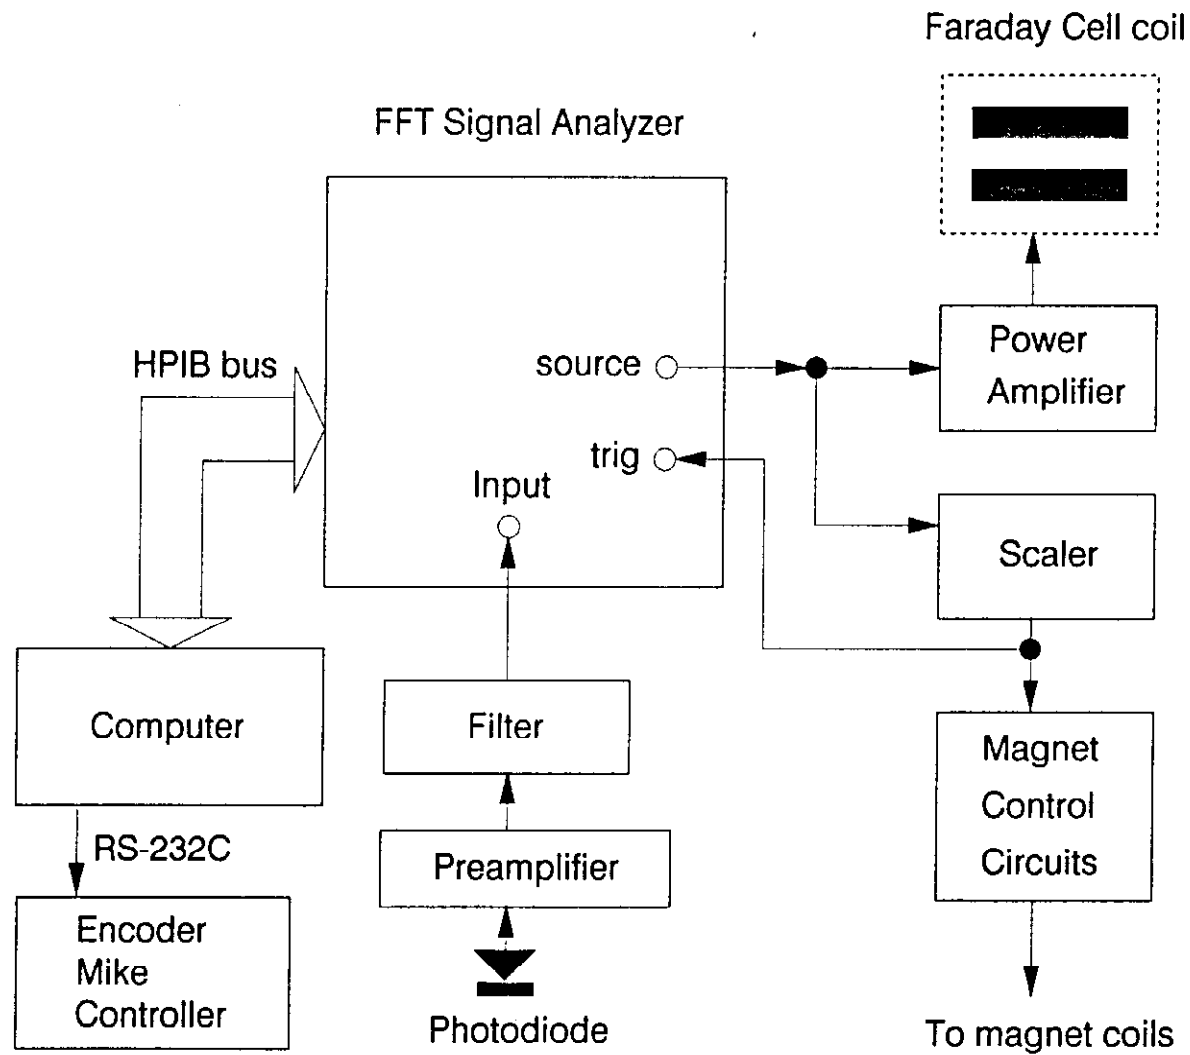 Faraday Cell coil
FFT Signal Analyzer
HPIB bus
source
trig
Input
Power
Amplifier
Scaler
Computer
Filter
Magnet
Control
Circuits
RS-232C
Preamplifier
Encoder
Mike
Controller
Photodiode
To magnet coils